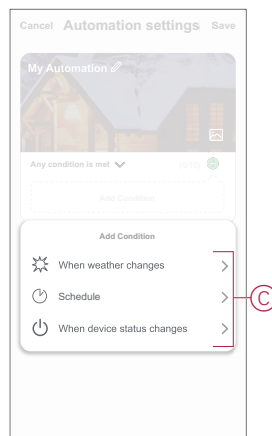 Cancel Automation settings Save
My Automation
Any condition is met (0/10)
Add Condition
Add Condition
When weather changes
Schedule
When device status changes
C